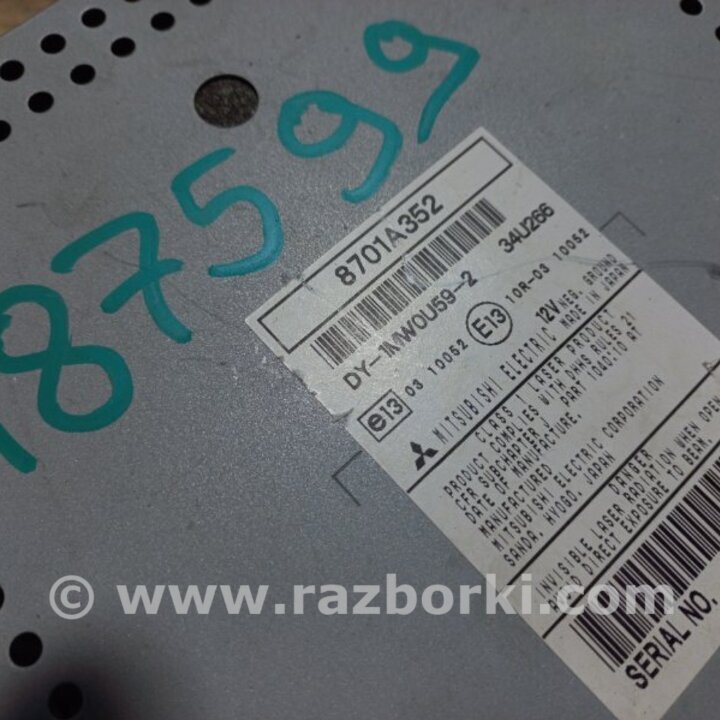 187599
8701A352
DY-1MW0U59-2 34U266
e13 03 10052 E13 10R-03 10052
MITSUBISHI ELECTRIC 12V NEG. GROUND
MADE IN JAPAN
CLASS 1 LASER PRODUCT
PRODUCT COMPLIES WITH DHHS RULES 21
CFR SUBCHAPTER J PART 1040.10 AT
DATE OF MANUFACTURE.
MANUFACTURED
MITSUBISHI ELECTRIC CORPORATION
SANDA, HYOGO, JAPAN
DANGER
INVISIBLE LASER RADIATION WHEN OPEN
AVOID DIRECT EXPOSURE TO BEAM.
SERIAL NO.
© www.razborki.com